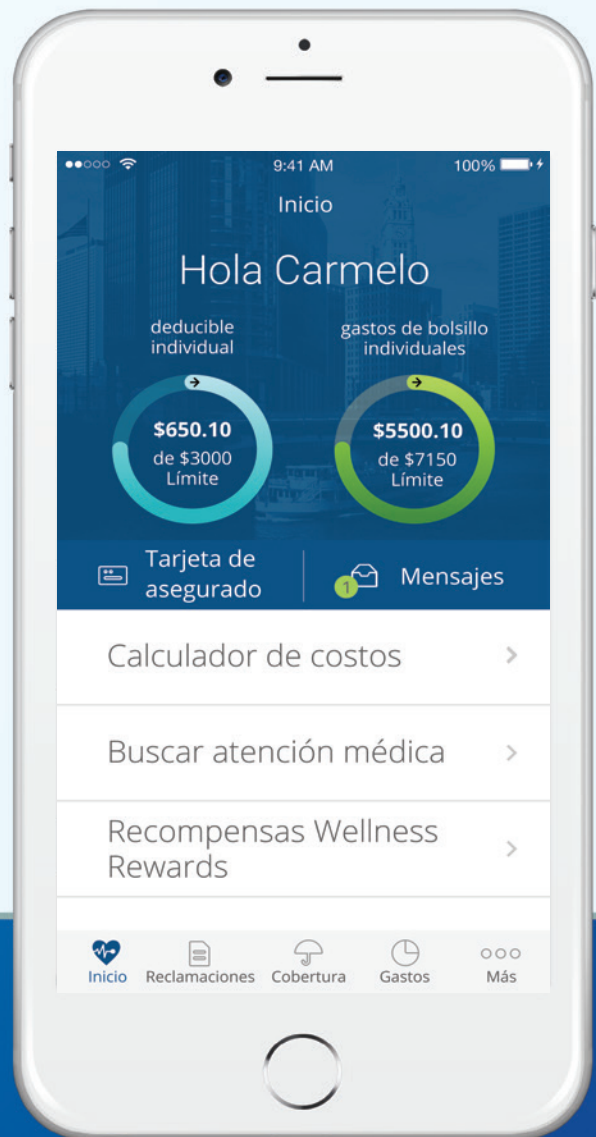 9:41 AM
100%
Inicio
Hola Carmelo
deducible
individual
$650.10
de $3000
Límite
gastos de bolsillo
individuales
$5500.10
de $7150
Límite
Tarjeta de
asegurado
1
Mensajes
Calculador de costos
Buscar atención médica
Recompensas Wellness
Rewards
Inicio
Reclamaciones
Cobertura
Gastos
Más